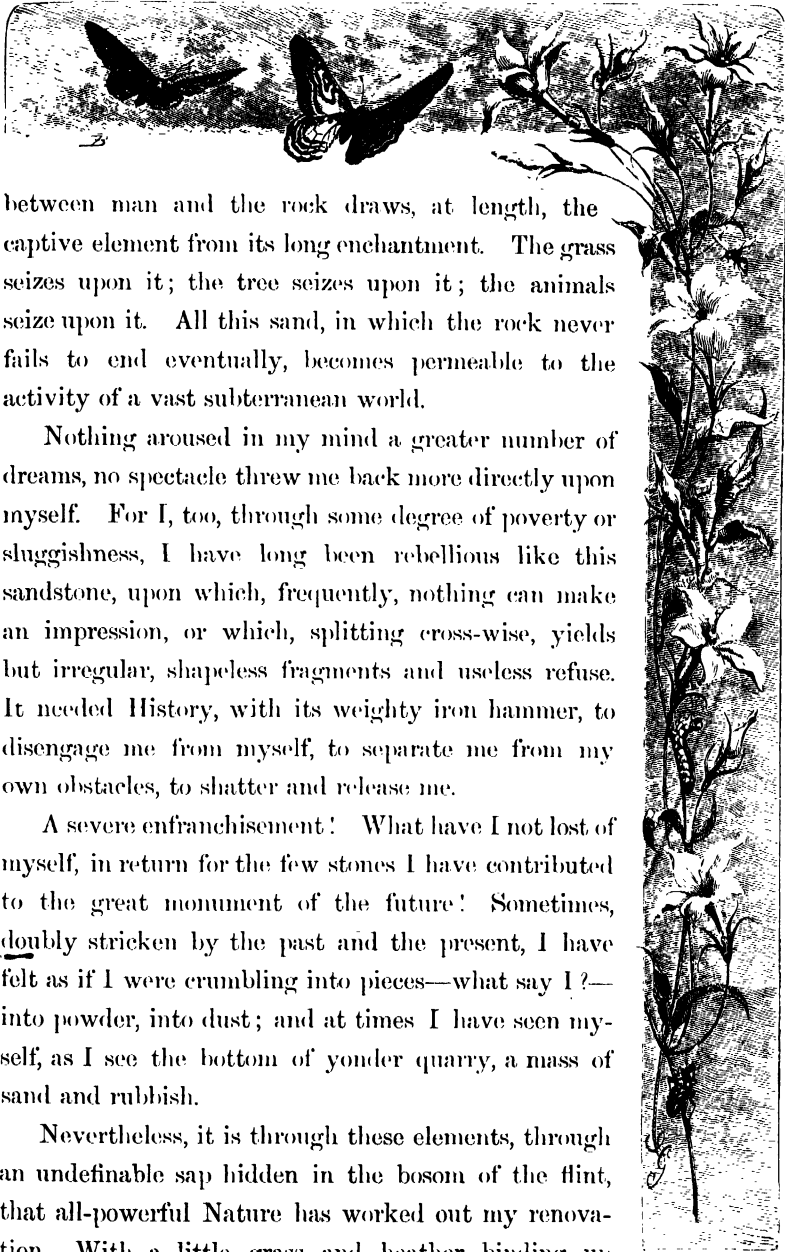 between man and the rock draws, at length, the
captive element from its long enchantment. The grass
seizes upon it; the tree seizes upon it; the animals
seize upon it. All this sand, in which the rock never
fails to end eventually, becomes permeable to the
activity of a vast subterranean world.
Nothing aroused in my mind a greater number of
dreams, no spectacle threw me back more directly upon
myself. For I, too, through some degree of poverty or
sluggishness, I have long been rebellious like this
sandstone, upon which, frequently, nothing can make
an impression, or which, splitting cross-wise, yields
but irregular, shapeless fragments and useless refuse.
It needed History, with its weighty iron hammer, to
disengage me from myself, to separate me from my
own obstacles, to shatter and release me.
A severe enfranchisement! What have I not lost of
myself, in return for the few stones I have contributed
to the great monument of the future! Sometimes,
doubly stricken by the past and the present, I have
felt as if I were crumbling into pieces—what say I?—
into powder, into dust; and at times I have seen my-
self, as I see the bottom of yonder quarry, a mass of
sand and rubbish.
Nevertheless, it is through these elements, through
an undefinable sap hidden in the bosom of the flint,
that all-powerful Nature has worked out my renova-
tion. With a little grass and heather binding up